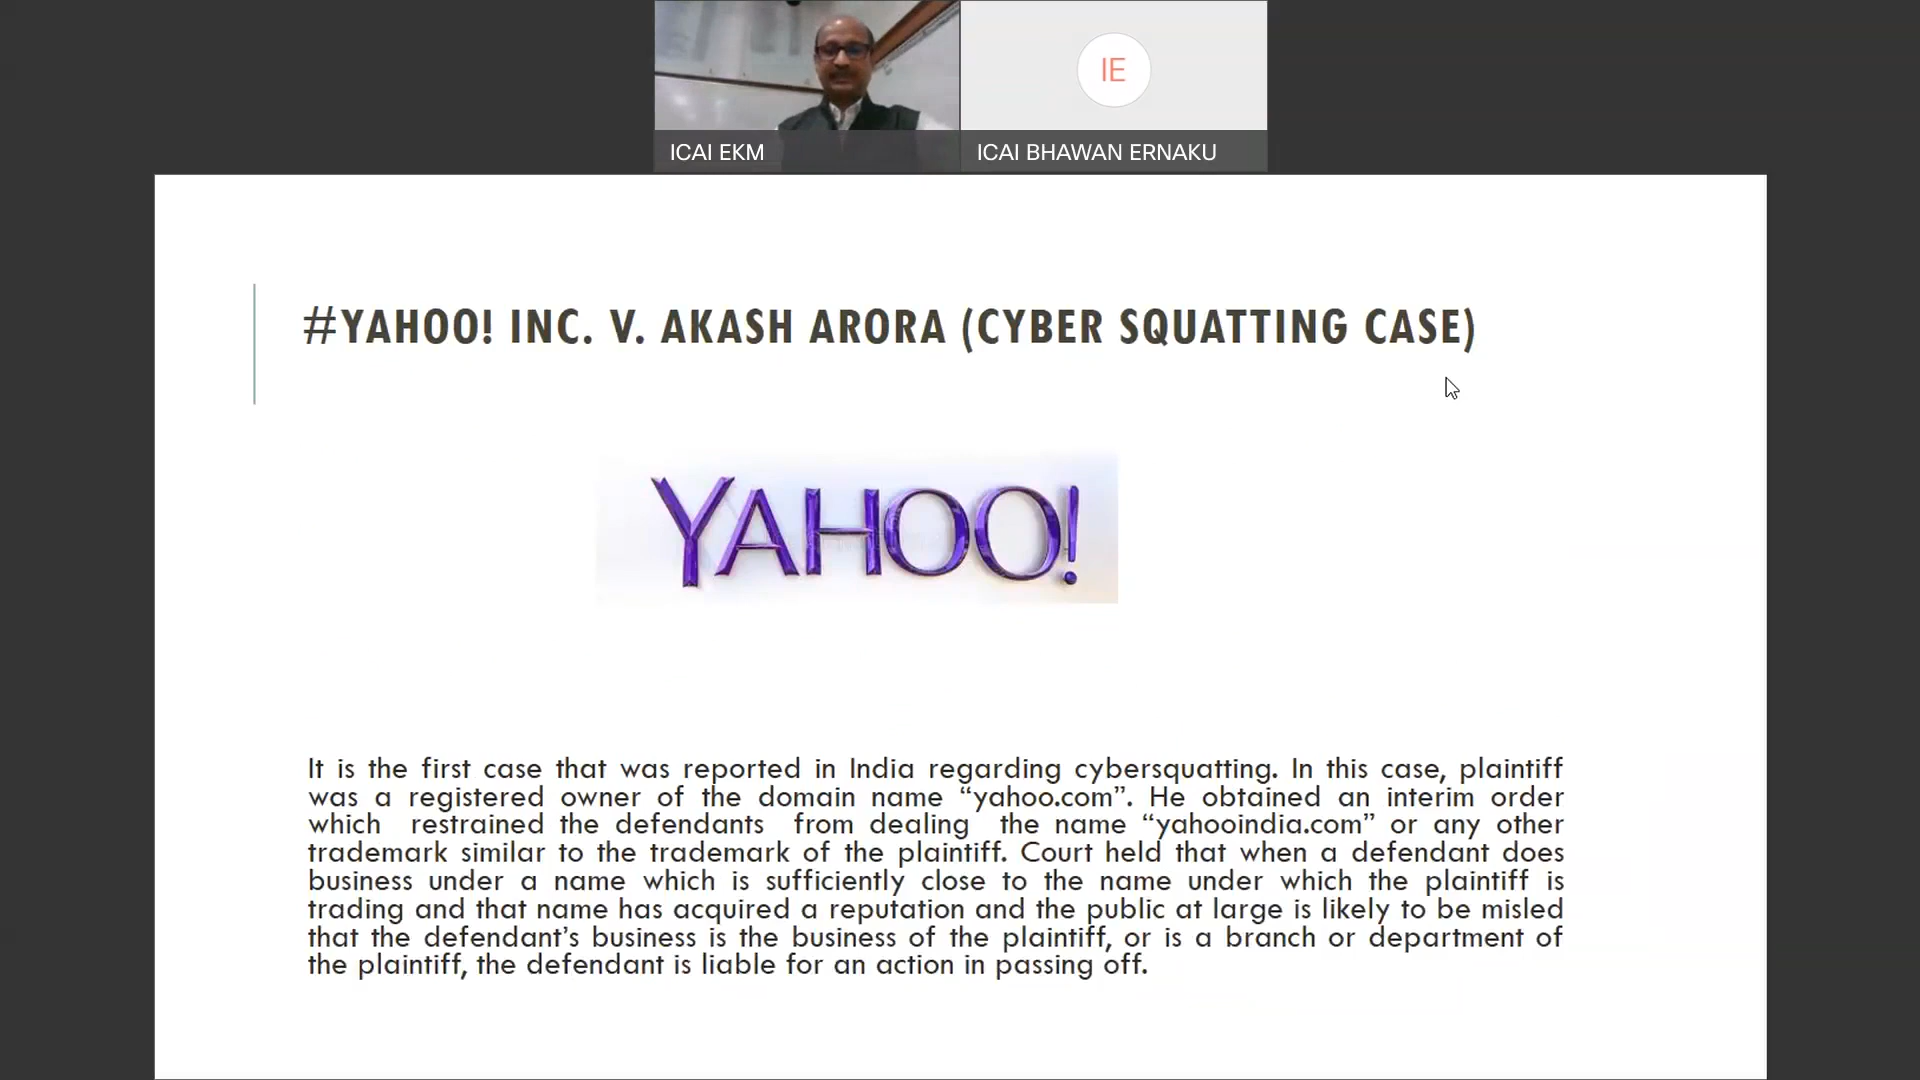 IE
ICAI EKM
ICAI BHAWAN ERNAKU
#YAHOO! INC. V. AKASH ARORA (CYBER SQUATTING CASE)
YAHOO!
It is the first case that was reported in India regarding cybersquatting. In this case, plaintiff
was a registered owner of the domain name “yahoo.com”. He obtained an interim order
which restrained the defendants from dealing the name “yahooindia.com” or any other
trademark similar to the trademark of the plaintiff. Court held that when a defendant does
business under a name which is sufficiently close to the name under which the plaintiff is
trading and that name has acquired a reputation and the public at large is likely to be misled
that the defendant’s business is the business of the plaintiff, or is a branch or department of
the plaintiff, the defendant is liable for an action in passing off.